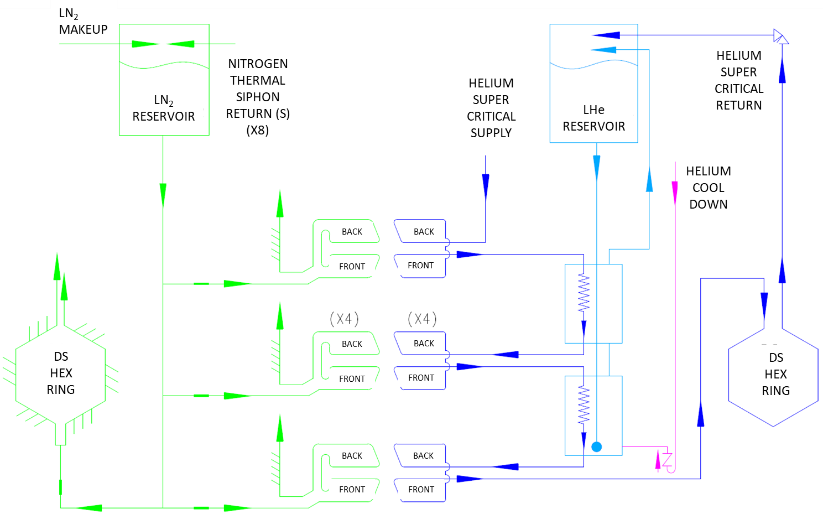 LN2
MAKEUP
LN2
RESERVOIR
NITROGEN
THERMAL
SIPHON
RETURN (S)
(X8)
HELIUM
SUPER
CRITICAL
SUPPLY
LHe
RESERVOIR
HELIUM
SUPER
CRITICAL
RETURN
HELIUM
COOL
DOWN
BACK
BACK
FRONT
FRONT
(X4)
(X4)
BACK
BACK
FRONT
FRONT
DS
HEX
RING
DS
HEX
RING
BACK
BACK
FRONT
FRONT